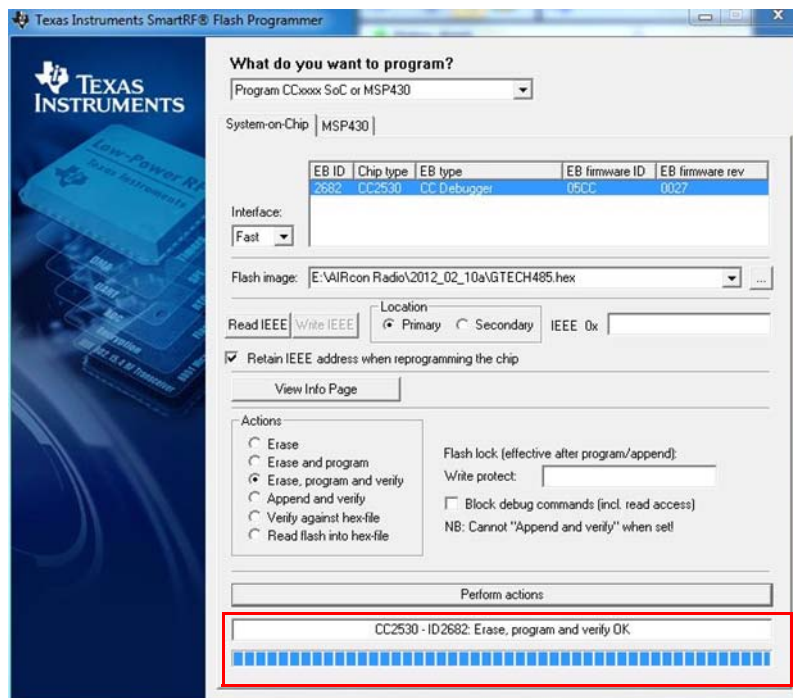 Texas Instruments SmartRF® Flash Programmer
TEXAS
INSTRUMENTS
Low-Power RF
Texas Instruments
What do you want to program?
Program CCxxxx SoC or MSP430
System-on-Chip MSP430
EB ID Chip type EB type EB firmware ID EB firmware rev
2682 CC2530 CC Debugger 05CC 0027
Interface:
Fast
Flash image: E:\AIRcon Radio\2012_02_10a\GTECH485.hex ...
Location
Read IEEE Write IEEE Primary Secondary IEEE 0x
Retain IEEE address when reprogramming the chip
View Info Page
Actions
Erase
Erase and program
Erase, program and verify
Append and verify
Verify against hex-file
Read flash into hex-file
Flash lock (effective after program/append):
Write protect:
Block debug commands (incl. read access)
NB: Cannot "Append and verify" when set!
Perform actions
CC2530 - ID2682: Erase, program and verify OK